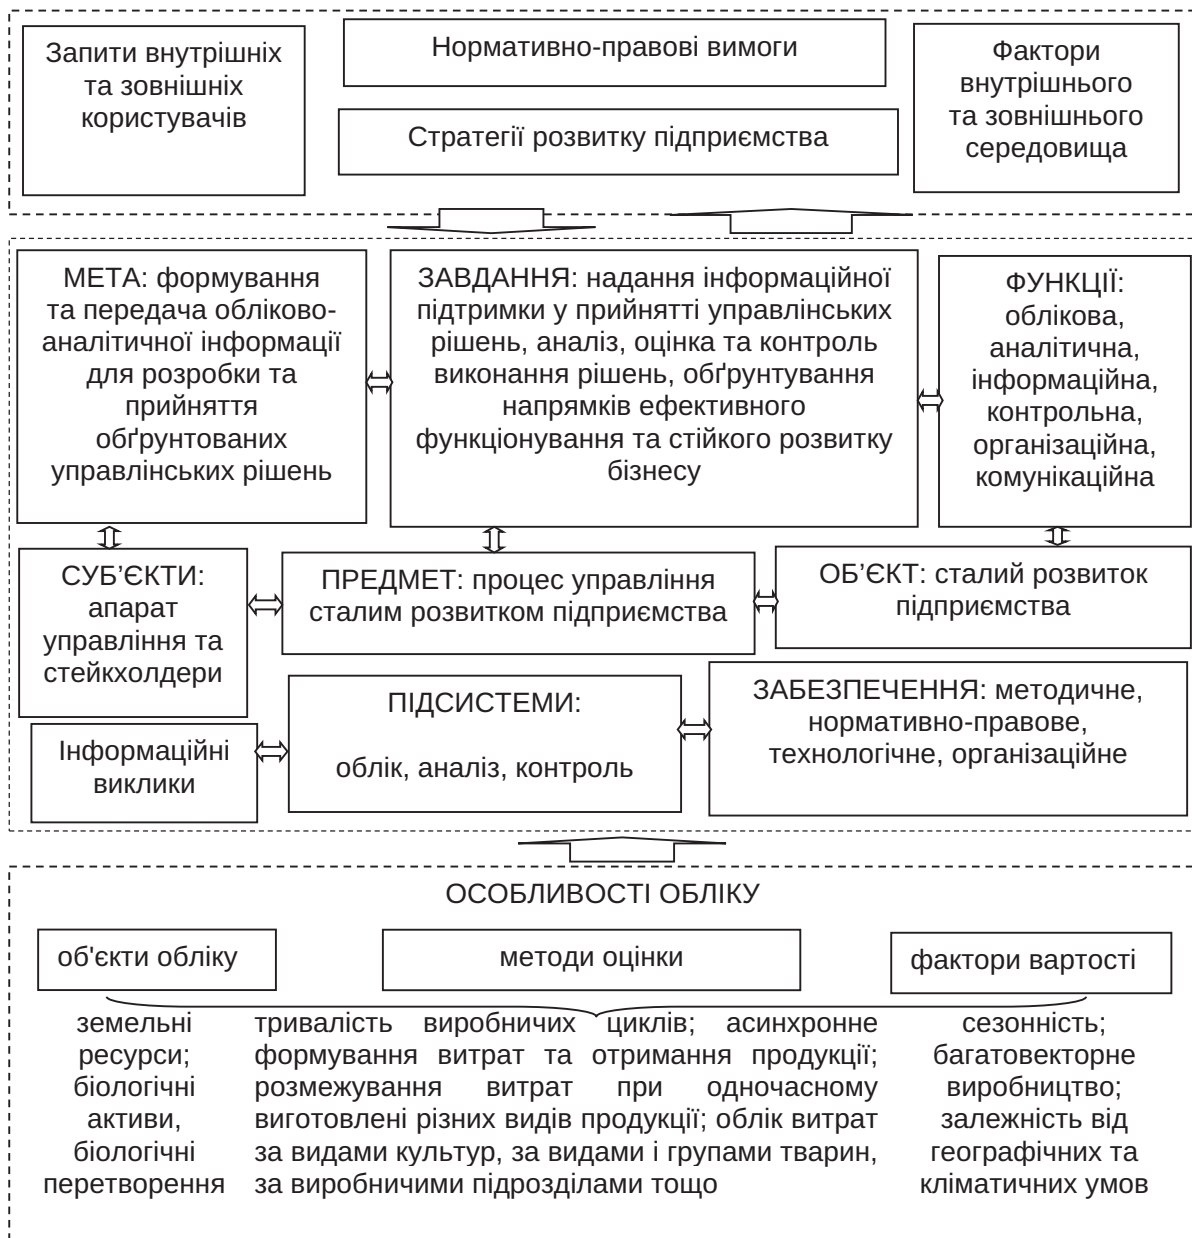 Запити внутрішніх
та зовнішніх
користувачів
Нормативно-правові вимоги
Стратегії розвитку підприємства
Фактори
внутрішнього
та зовнішнього
середовища
МЕТА: формування
та передача обліково-
аналітичної інформації
для розробки та
прийняття
обґрунтованих
управлінських рішень
ЗАВДАННЯ: надання інформаційної
підтримки у прийнятті управлінських
рішень, аналіз, оцінка та контроль
виконання рішень, обґрунтування
напрямків ефективного
функціонування та стійкого розвитку
бізнесу
ФУНКЦІЇ:
облікова,
аналітична,
інформаційна,
контрольна,
організаційна,
комунікаційна
СУБ’ЄКТИ:
апарат
управління та
стейкхолдери
ПРЕДМЕТ: процес управління
сталим розвитком підприємства
ОБ’ЄКТ: сталий розвиток
підприємства
Інформаційні
виклики
ПІДСИСТЕМИ:
облік, аналіз, контроль
ЗАБЕЗПЕЧЕННЯ: методичне,
нормативно-правове,
технологічне, організаційне
ОСОБЛИВОСТІ ОБЛІКУ
об'єкти обліку
методи оцінки
фактори вартості
земельні
ресурси;
біологічні
активи,
біологічні
перетворення
тривалість виробничих циклів; асинхронне
формування витрат та отримання продукції;
розмежування витрат при одночасному
виготовлені різних видів продукції; облік витрат
за видами культур, за видами і групами тварин,
за виробничими підрозділами тощо
сезонність;
багатовекторне
виробництво;
залежність від
географічних та
кліматичних умов